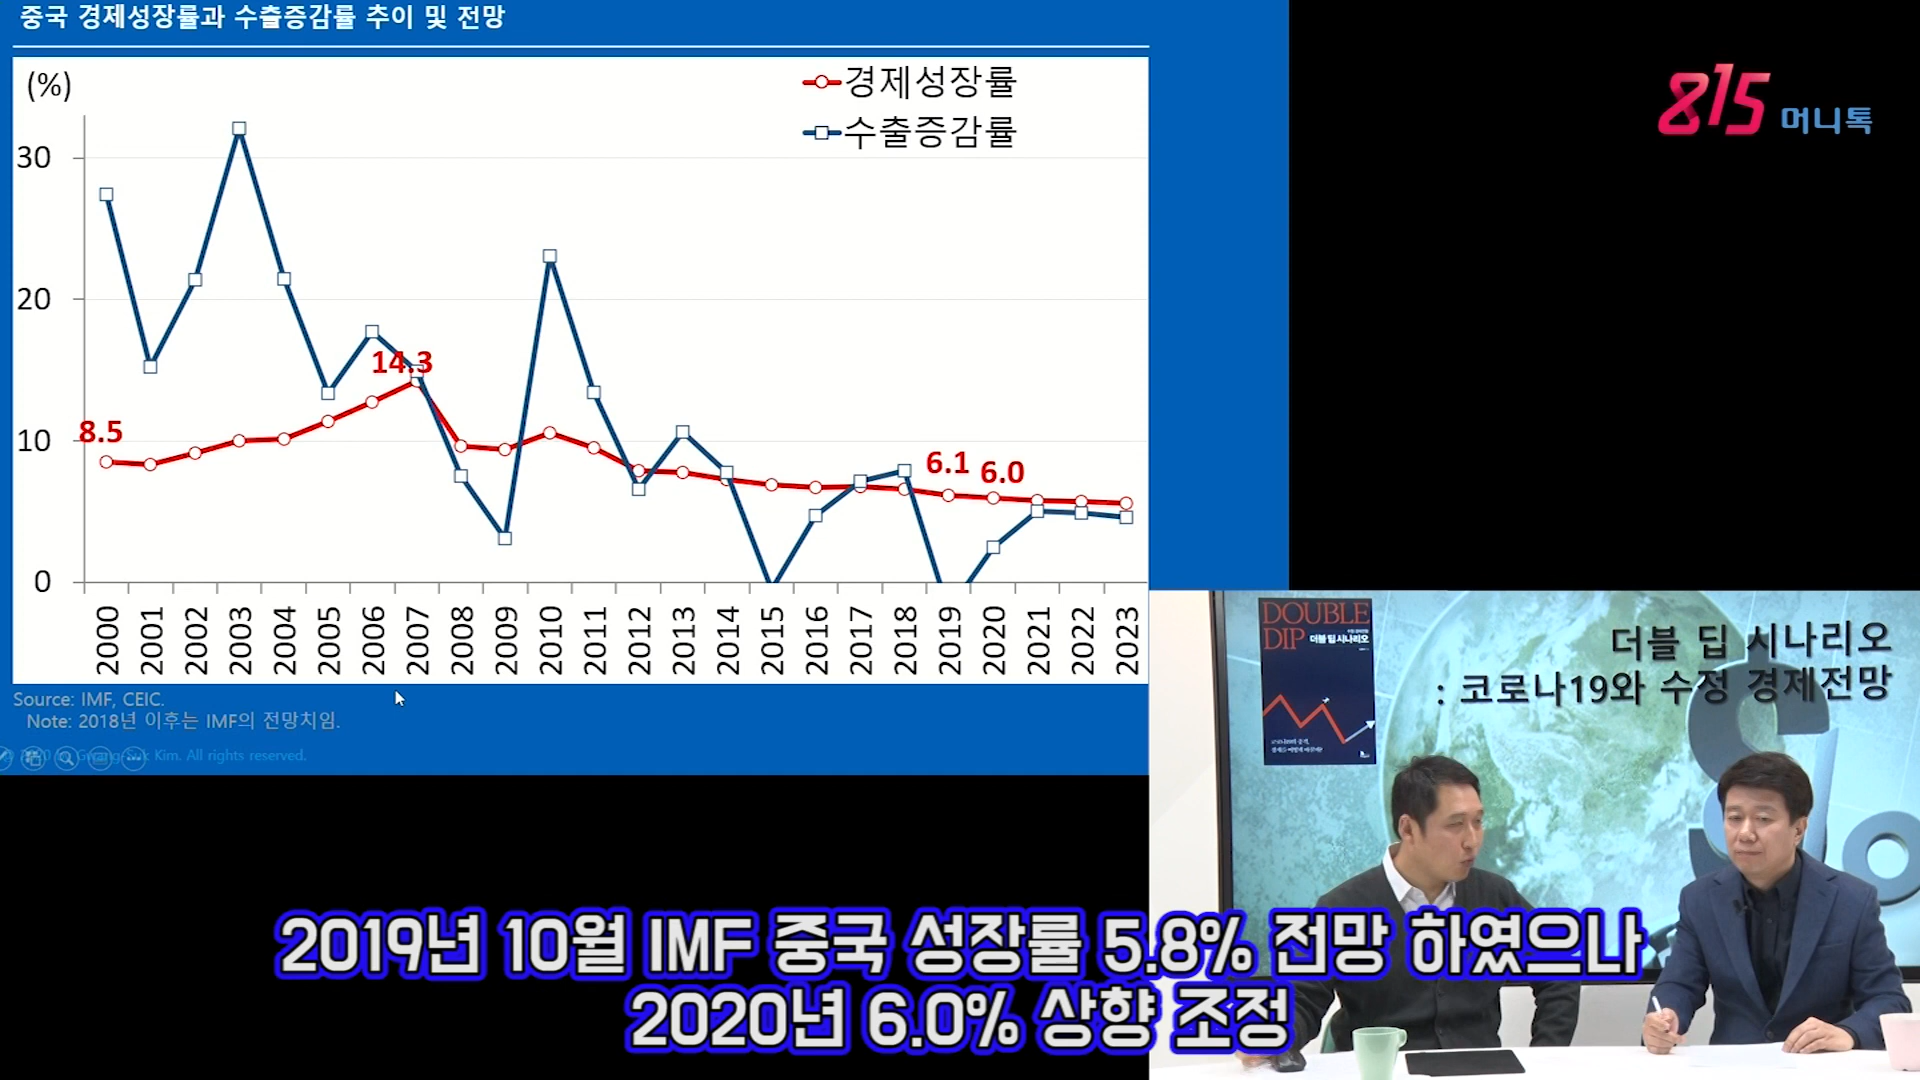 중국 경제성장률과 수출증감률 추이 및 전망
(%)
경제성장률
수출증감률
30
20
10
0
8.5
14.3
6.1
6.0
2000 2001 2002 2003 2004 2005 2006 2007 2008 2009 2010 2011 2012 2013 2014 2015 2016 2017 2018 2019 2020 2021 2022 2023
Source: IMF, CEIC.
Note: 2018년 이후는 IMF의 전망치임.
Kim. All rights reserved.
815 머니톡
DOUBLE
DIP
더블 딥 시나리오
더블 딥 시나리오
: 코로나19와 수정 경제전망
2019년 10월 IMF 중국 성장률 5.8% 전망 하였으나
2020년 6.0% 상향 조정